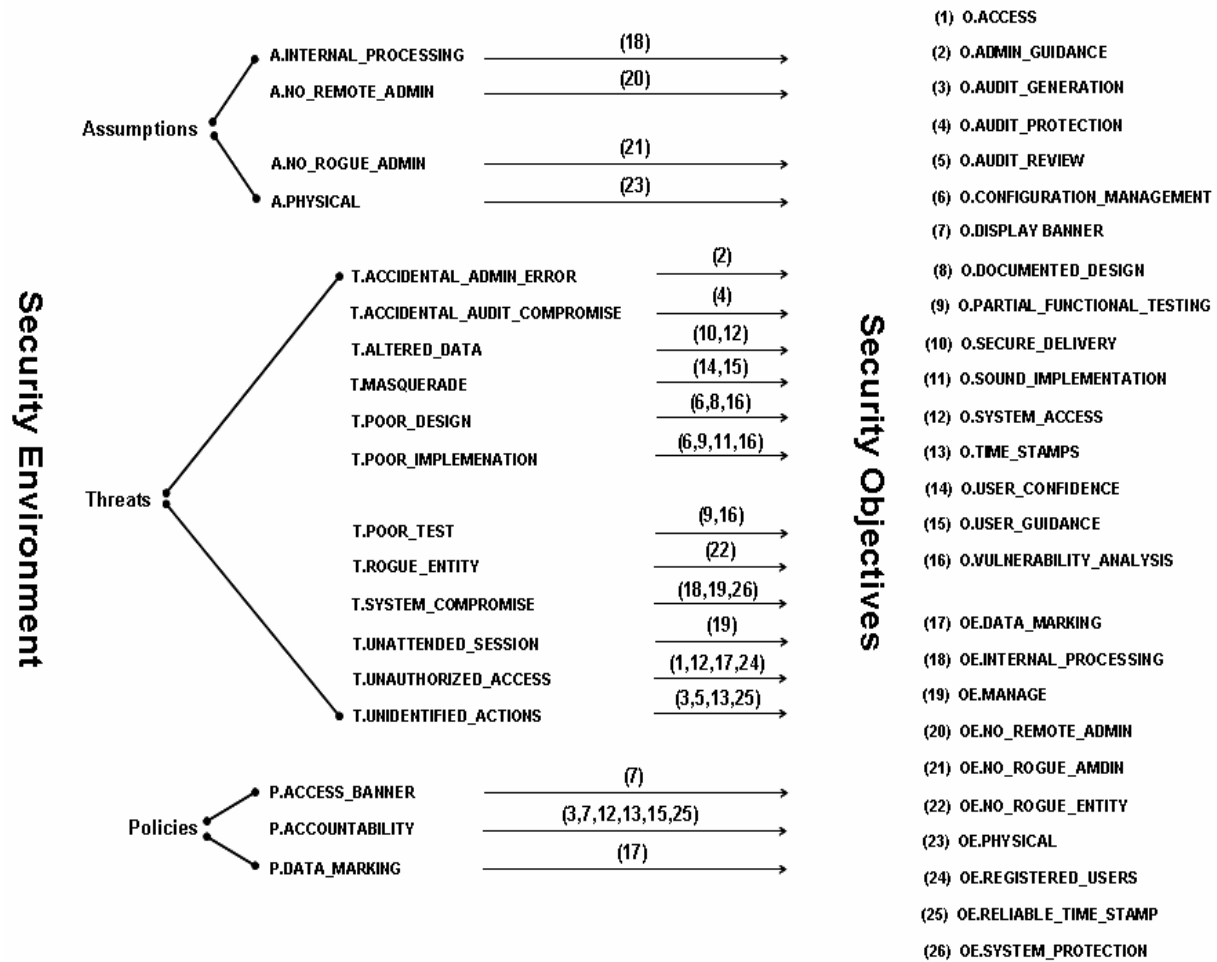 Security Environment
Assumptions
A.INTERNAL_PROCESSING (18)
A.NO_REMOTE_ADMIN (20)
A.NO_ROGUE_ADMIN (21)
A.PHYSICAL (23)
Threats
T.ACCIDENTAL_ADMIN_ERROR (2)
T.ACCIDENTAL_AUDIT_COMPROMISE (4)
T.ALTERED_DATA (10,12)
T.MASQUERADE (14,15)
T.POOR_DESIGN (6,8,16)
T.POOR_IMPLEMENATION (6,9,11,16)
T.POOR_TEST (9,16)
T.ROGUE_ENTITY (22)
T.SYSTEM_COMPROMISE (18,19,26)
T.UNATTENDED_SESSION (19)
T.UNAUTHORIZED_ACCESS (1,12,17,24)
T.UNIDENTIFIED_ACTIONS (3,5,13,25)
Policies
P.ACCESS_BANNER (7)
P.ACCOUNTABILITY (3,7,12,13,15,25)
P.DATA_MARKING (17)
Security Objectives
(1) O.ACCESS
(2) O.ADMIN_GUIDANCE
(3) O.AUDIT_GENERATION
(4) O.AUDIT_PROTECTION
(5) O.AUDIT_REVIEW
(6) O.CONFIGURATION_MANAGEMENT
(7) O.DISPLAY BANNER
(8) O.DOCUMENTED_DESIGN
(9) O.PARTIAL_FUNCTIONAL_TESTING
(10) O.SECURE_DELIVERY
(11) O.SOUND_IMPLEMENTATION
(12) O.SYSTEM_ACCESS
(13) O.TIME_STAMPS
(14) O.USER_CONFIDENCE
(15) O.USER_GUIDANCE
(16) O.VULNERABILITY_ANALYSIS
(17) OE.DATA_MARKING
(18) OE.INTERNAL_PROCESSING
(19) OE.MANAGE
(20) OE.NO_REMOTE_ADMIN
(21) OE.NO_ROGUE_AMDIN
(22) OE.NO_ROGUE_ENTITY
(23) OE.PHYSICAL
(24) OE.REGISTERED_USERS
(25) OE.RELIABLE_TIME_STAMP
(26) OE.SYSTEM_PROTECTION